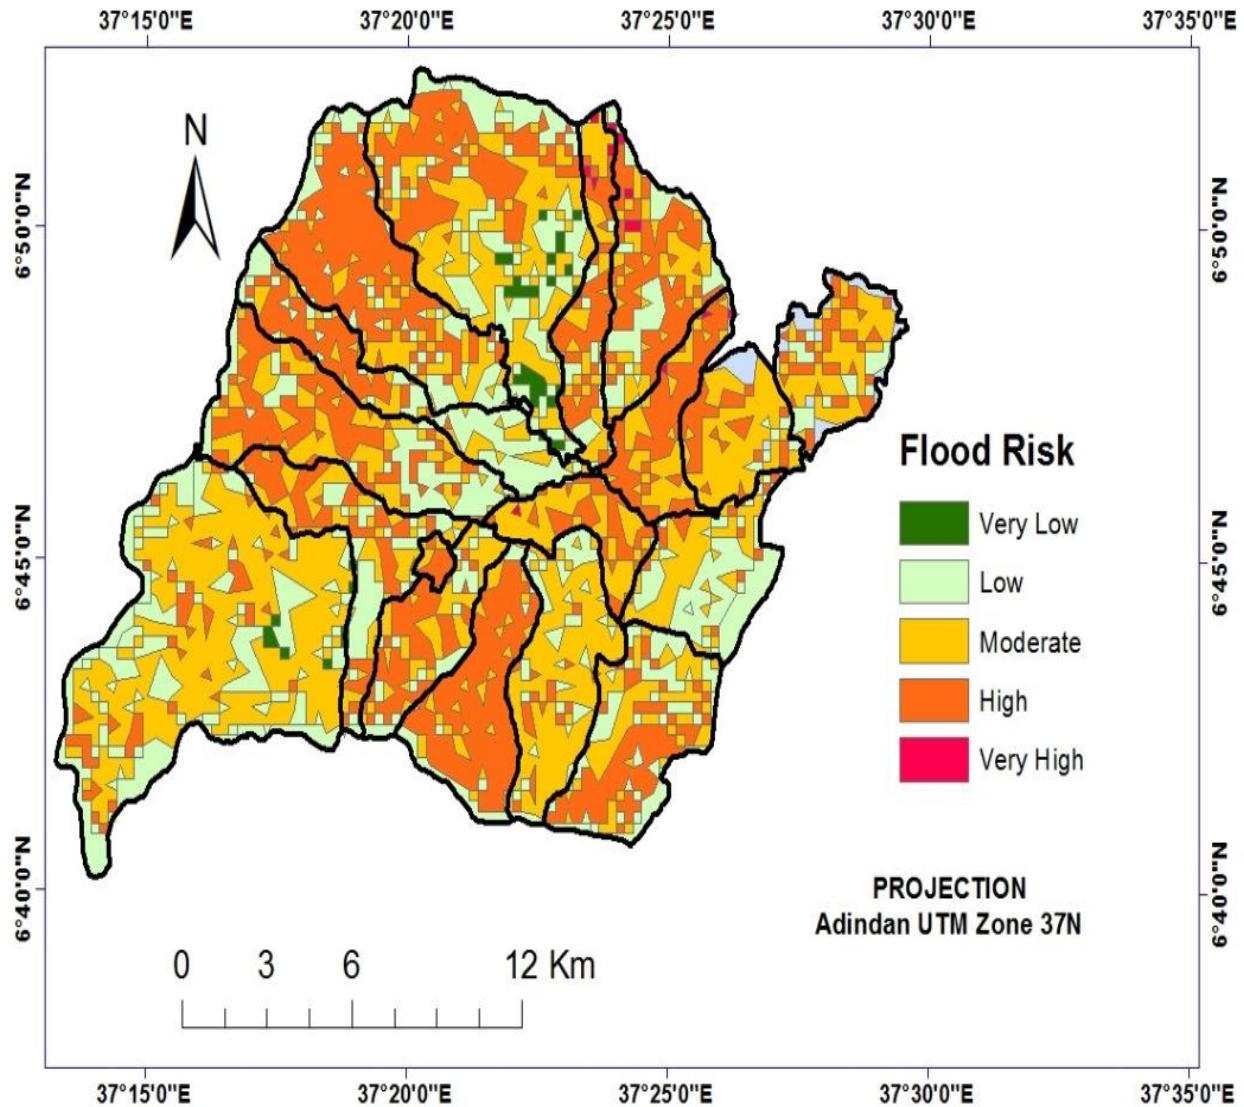 37°15'0"E 37°20'0"E 37°25'0"E 37°30'0"E 37°35'0"E
N
6°50'0"N 6°50'0"N
Flood Risk
Very Low
Low
Moderate
High
Very High
6°45'0"N 6°45'0"N
PROJECTION
Adindan UTM Zone 37N
6°40'0"N 6°40'0"N
0 3 6 12 Km
37°15'0"E 37°20'0"E 37°25'0"E 37°30'0"E 37°35'0"E